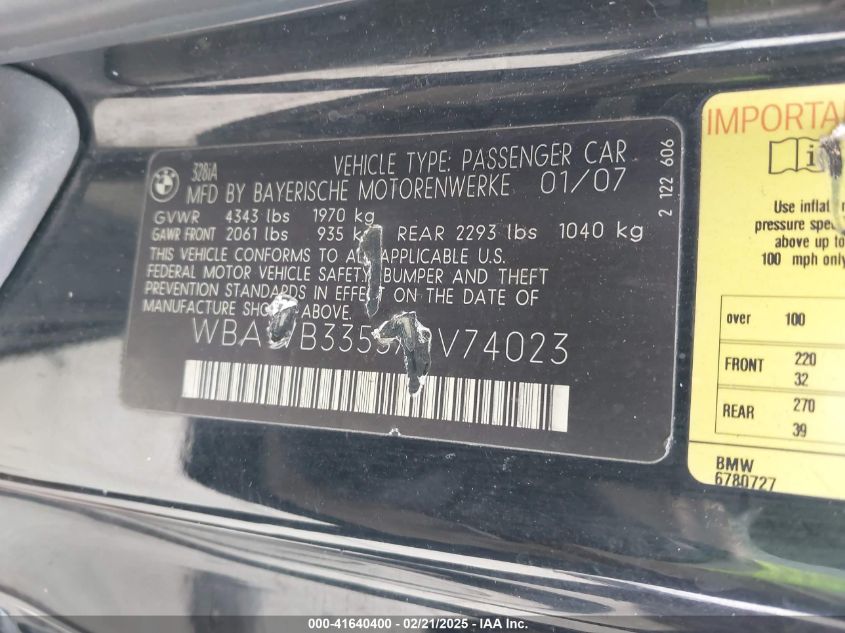 BMW
328iA
VEHICLE TYPE: PASSENGER CAR
MFD BY BAYERISCHE MOTORENWERKE 01/07
GVWR 4343 lbs 1970 kg
GAWR FRONT 2061 lbs 935 REAR 2293 lbs 1040 kg
THIS VEHICLE CONFORMS TO APPLICABLE U.S.
FEDERAL MOTOR VEHICLE SAFETY, BUMPER AND THEFT
PREVENTION STANDARDS IN EFFECT ON THE DATE OF
MANUFACTURE SHOWN ABOVE.
V74023
2 122 606
IMPORTA
i
Use inflat
pressure spe
above up to
100 mph only
over 100
FRONT 220
32
REAR 270
39
BMW
6780727
000-41640400 - 02/21/2025 - IAA Inc.